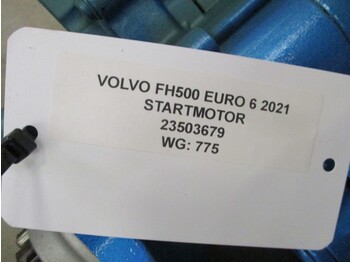 VOLVO FH500 EURO 6 2021
STARTMOTOR
23503679
WG: 775